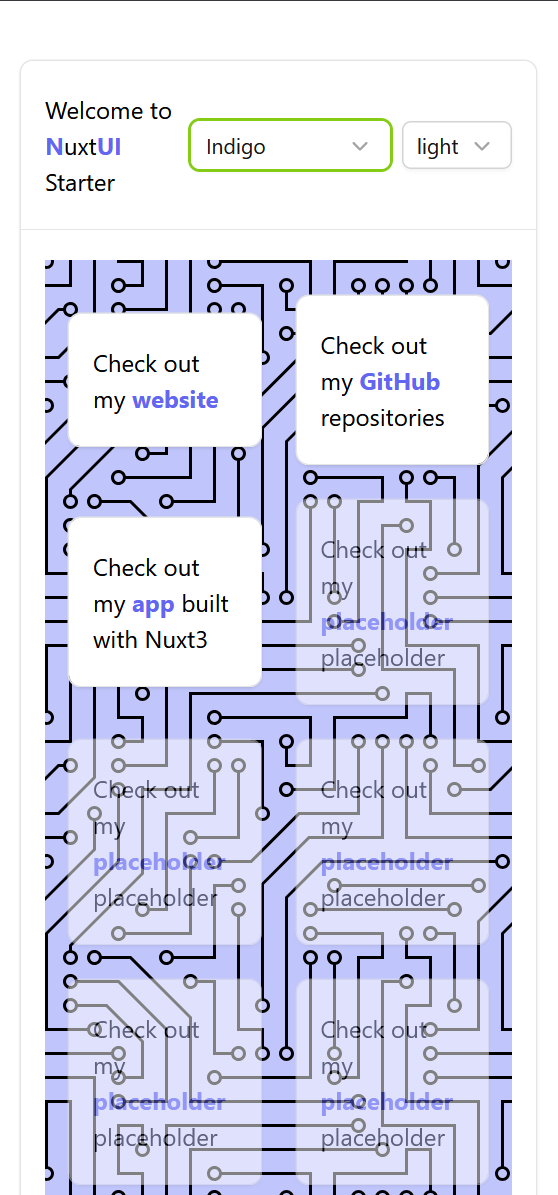 Welcome to
NuxtUI
Starter
Indigo
light
Check out
my website
Check out
my GitHub
repositories
Check out
my app built
with Nuxt3
Check out
my
placeholder
placeholder
Check out
my
placeholder
placeholder
Check out
my
placeholder
placeholder
Check out
my
placeholder
placeholder
Check out
my
placeholder
placeholder